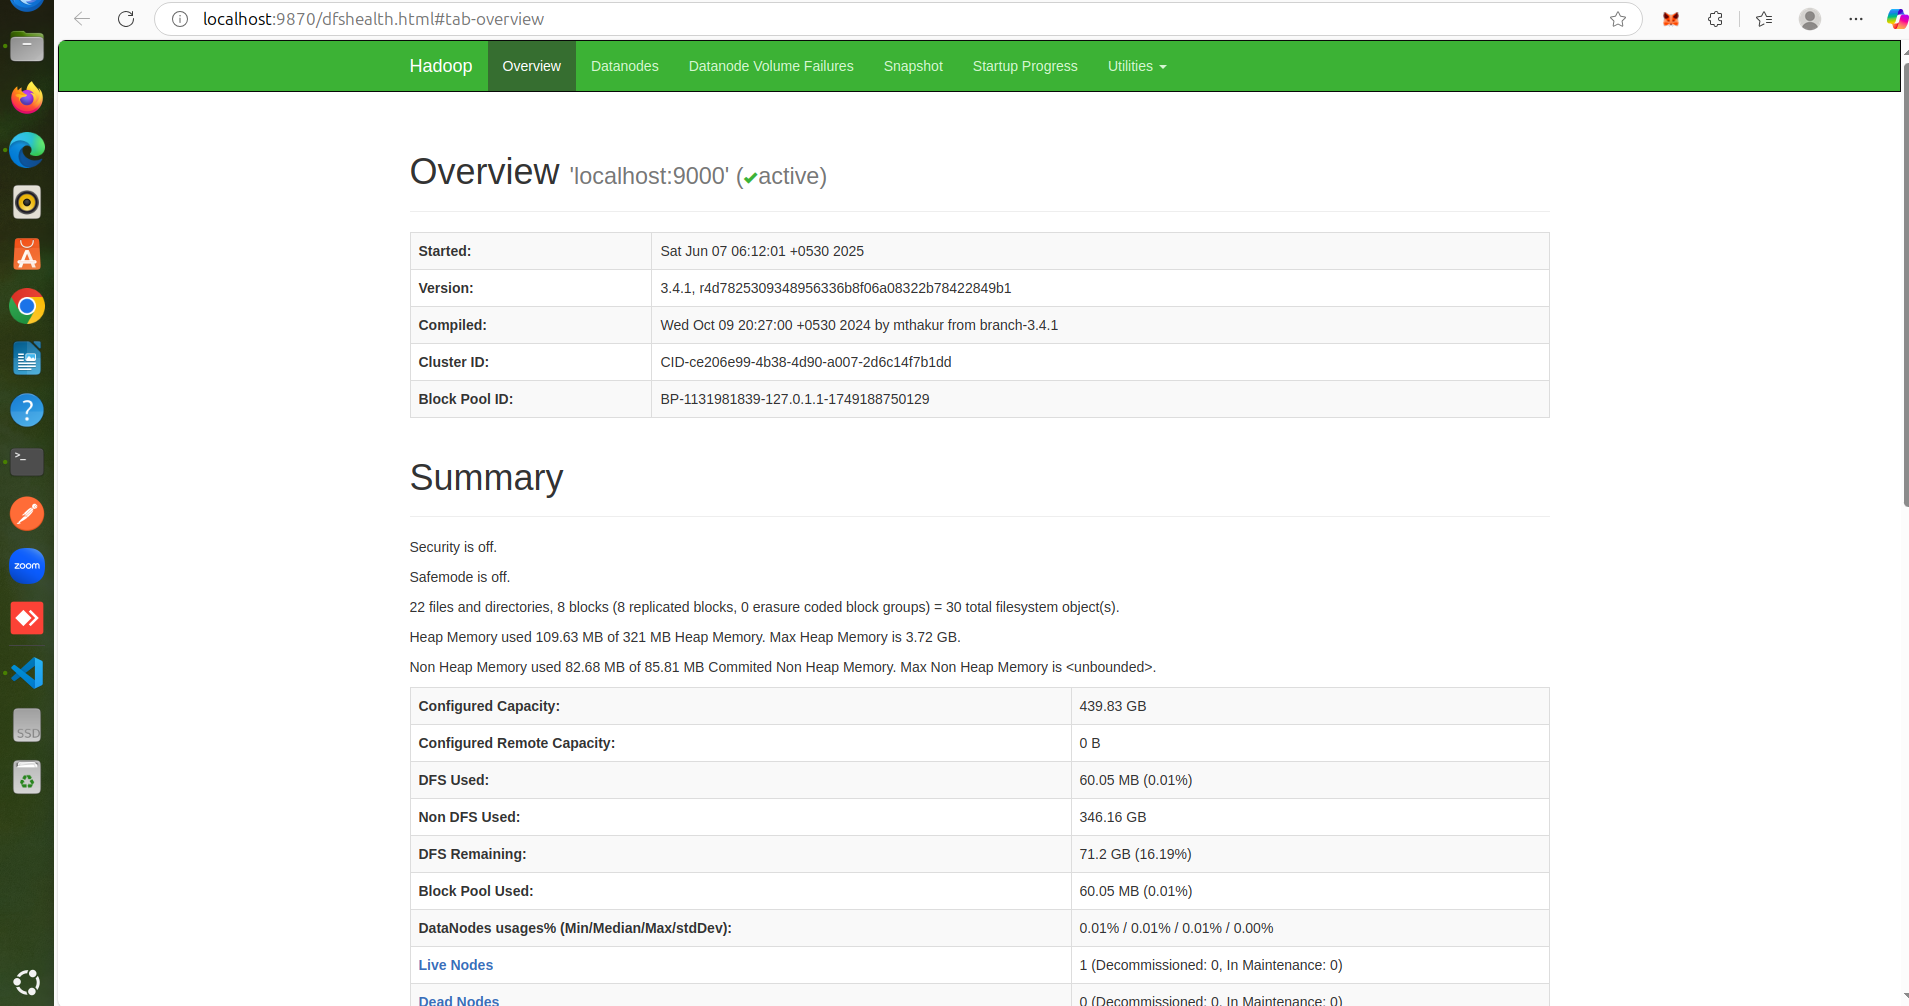 localhost:9870/dfshealth.html#tab-overview
Hadoop Overview Datanodes Datanode Volume Failures Snapshot Startup Progress Utilities
Overview 'localhost:9000' (✔active)
Started: Sat Jun 07 06:12:01 +0530 2025
Version: 3.4.1, r4d7825309348956336b8f06a08322b78422849b1
Compiled: Wed Oct 09 20:27:00 +0530 2024 by mthakur from branch-3.4.1
Cluster ID: CID-ce206e99-4b38-4d90-a007-2d6c14f7b1dd
Block Pool ID: BP-1131981839-127.0.1.1-1749188750129
Summary
Security is off.
Safemode is off.
22 files and directories, 8 blocks (8 replicated blocks, 0 erasure coded block groups) = 30 total filesystem object(s).
Heap Memory used 109.63 MB of 321 MB Heap Memory. Max Heap Memory is 3.72 GB.
Non Heap Memory used 82.68 MB of 85.81 MB Commited Non Heap Memory. Max Non Heap Memory is <unbounded>.
Configured Capacity: 439.83 GB
Configured Remote Capacity: 0 B
DFS Used: 60.05 MB (0.01%)
Non DFS Used: 346.16 GB
DFS Remaining: 71.2 GB (16.19%)
Block Pool Used: 60.05 MB (0.01%)
DataNodes usages% (Min/Median/Max/stdDev): 0.01% / 0.01% / 0.01% / 0.00%
Live Nodes 1 (Decommissioned: 0, In Maintenance: 0)
Dead Nodes 0 (Decommissioned: 0, In Maintenance: 0)
zoom
SSD